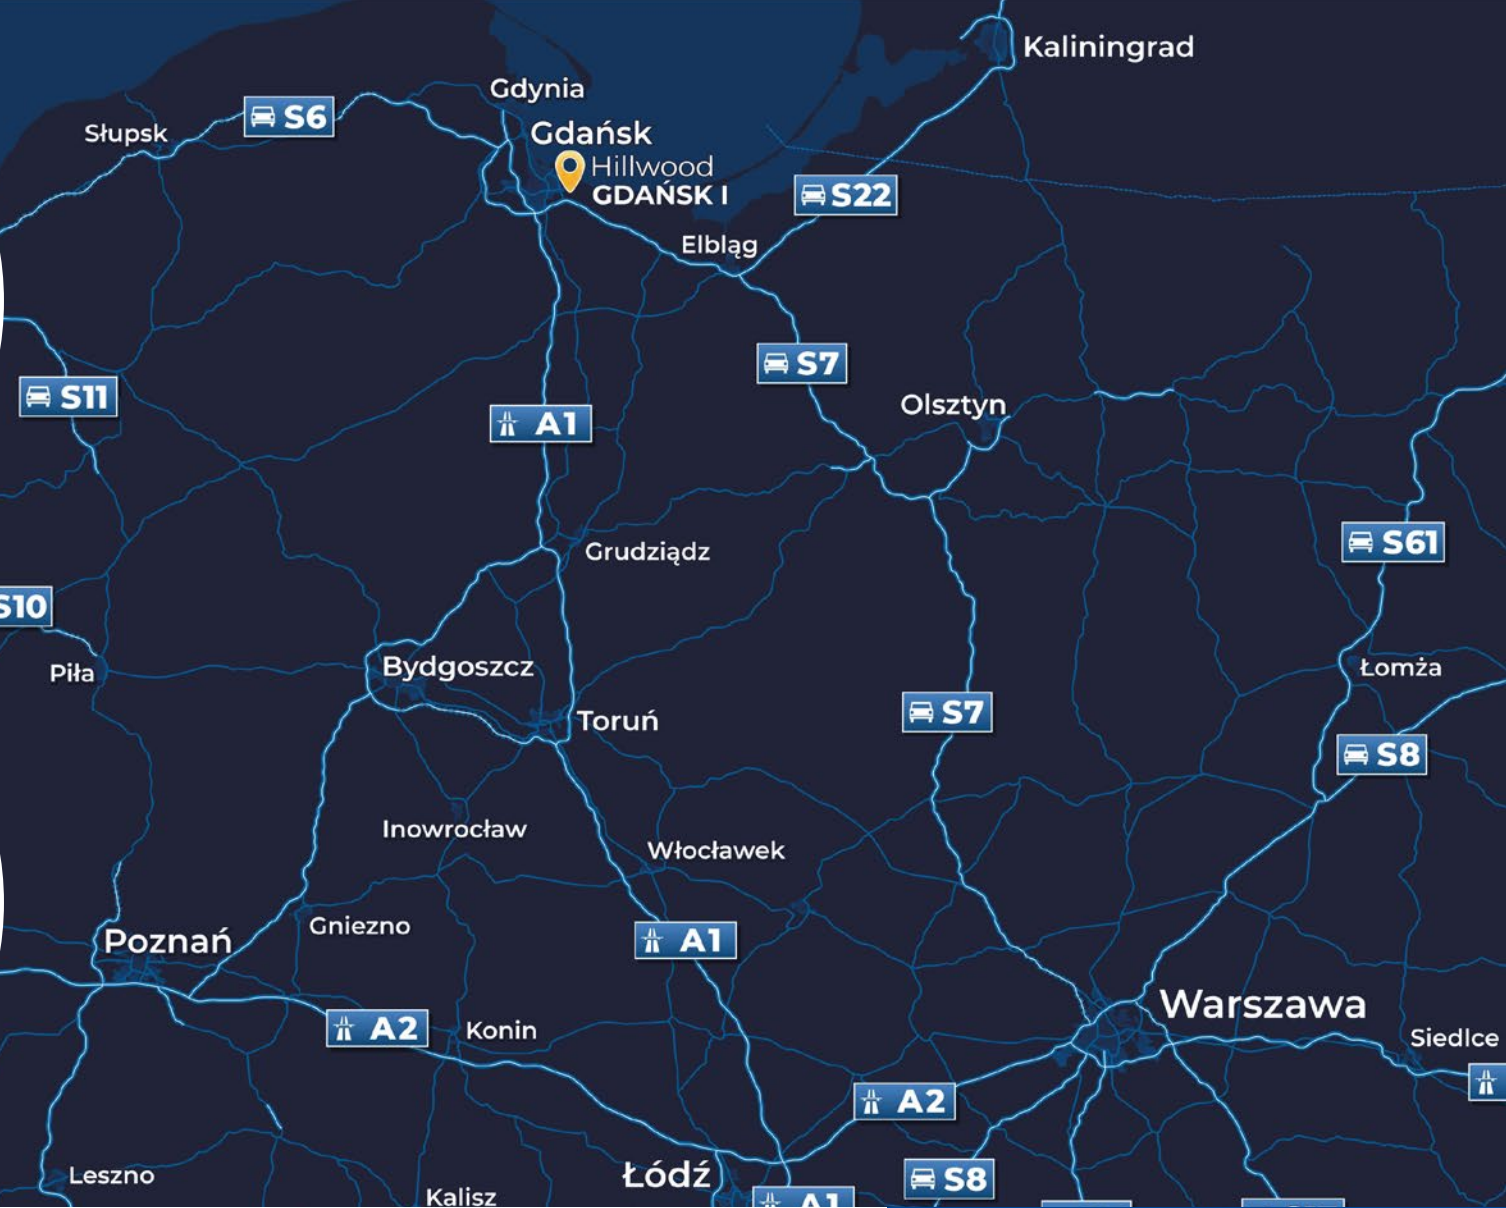 Kaliningrad
Gdynia
S6
Słupsk
Gdańsk
Hillwood
GDAŃSK I
S22
Elbląg
S7
S11
Olsztyn
A1
S61
Grudziądz
S10
Piła
Bydgoszcz
Łomża
S7
Toruń
S8
Inowrocław
Włocławek
Gniezno
Poznań
A1
Warszawa
A2
Konin
Siedlce
A2
Leszno
Łódź
S8
Kalisz
A1